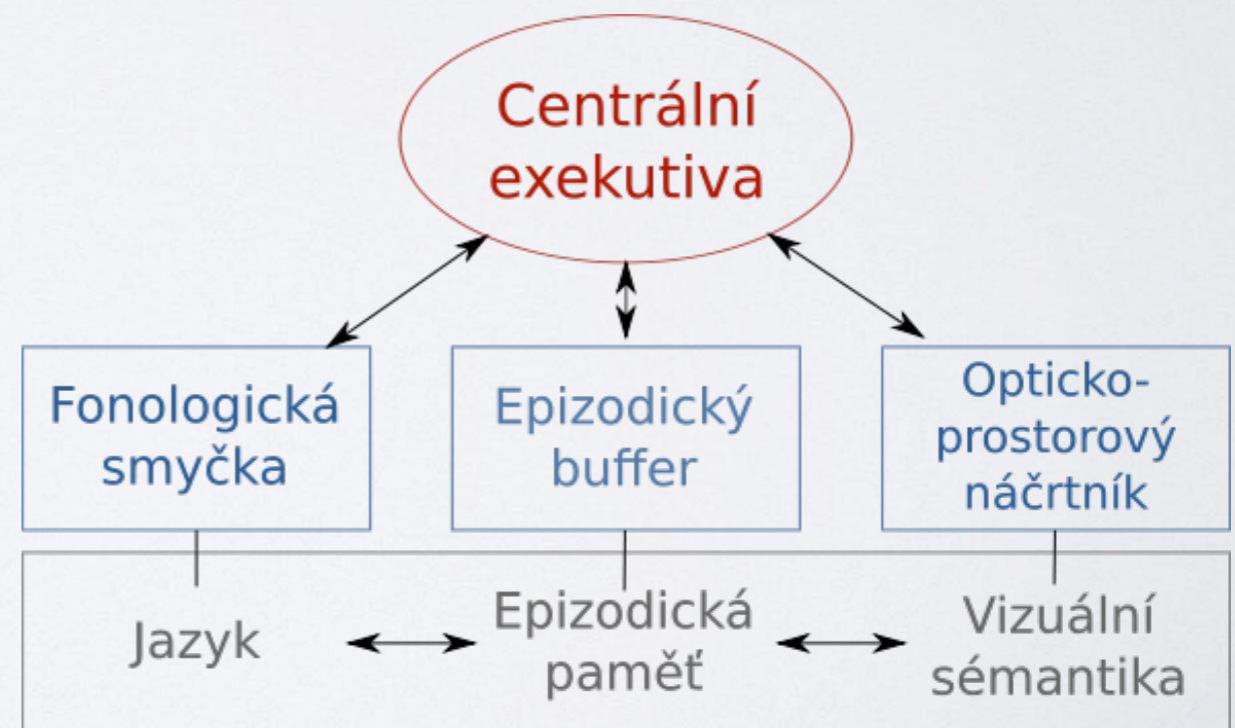 Centrální
exekutiva
Fonologická
smyčka
Epizodický
buffer
Opticko-
prostorový
náčrtník
Jazyk
Epizodická
paměť
Vizuální
sémantika